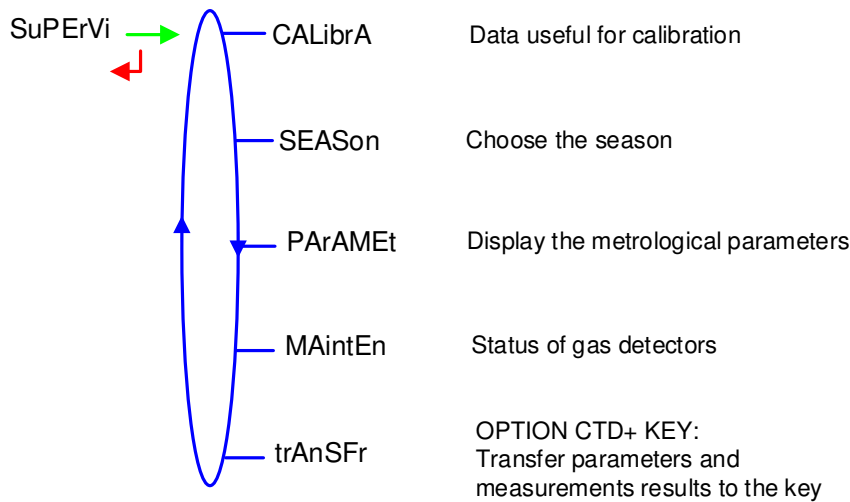 SuPErVi
CALibrA Data useful for calibration
SEASon Choose the season
PArAMEt Display the metrological parameters
MAintEn Status of gas detectors
trAnSFr OPTION CTD+ KEY:
Transfer parameters and
measurements results to the key